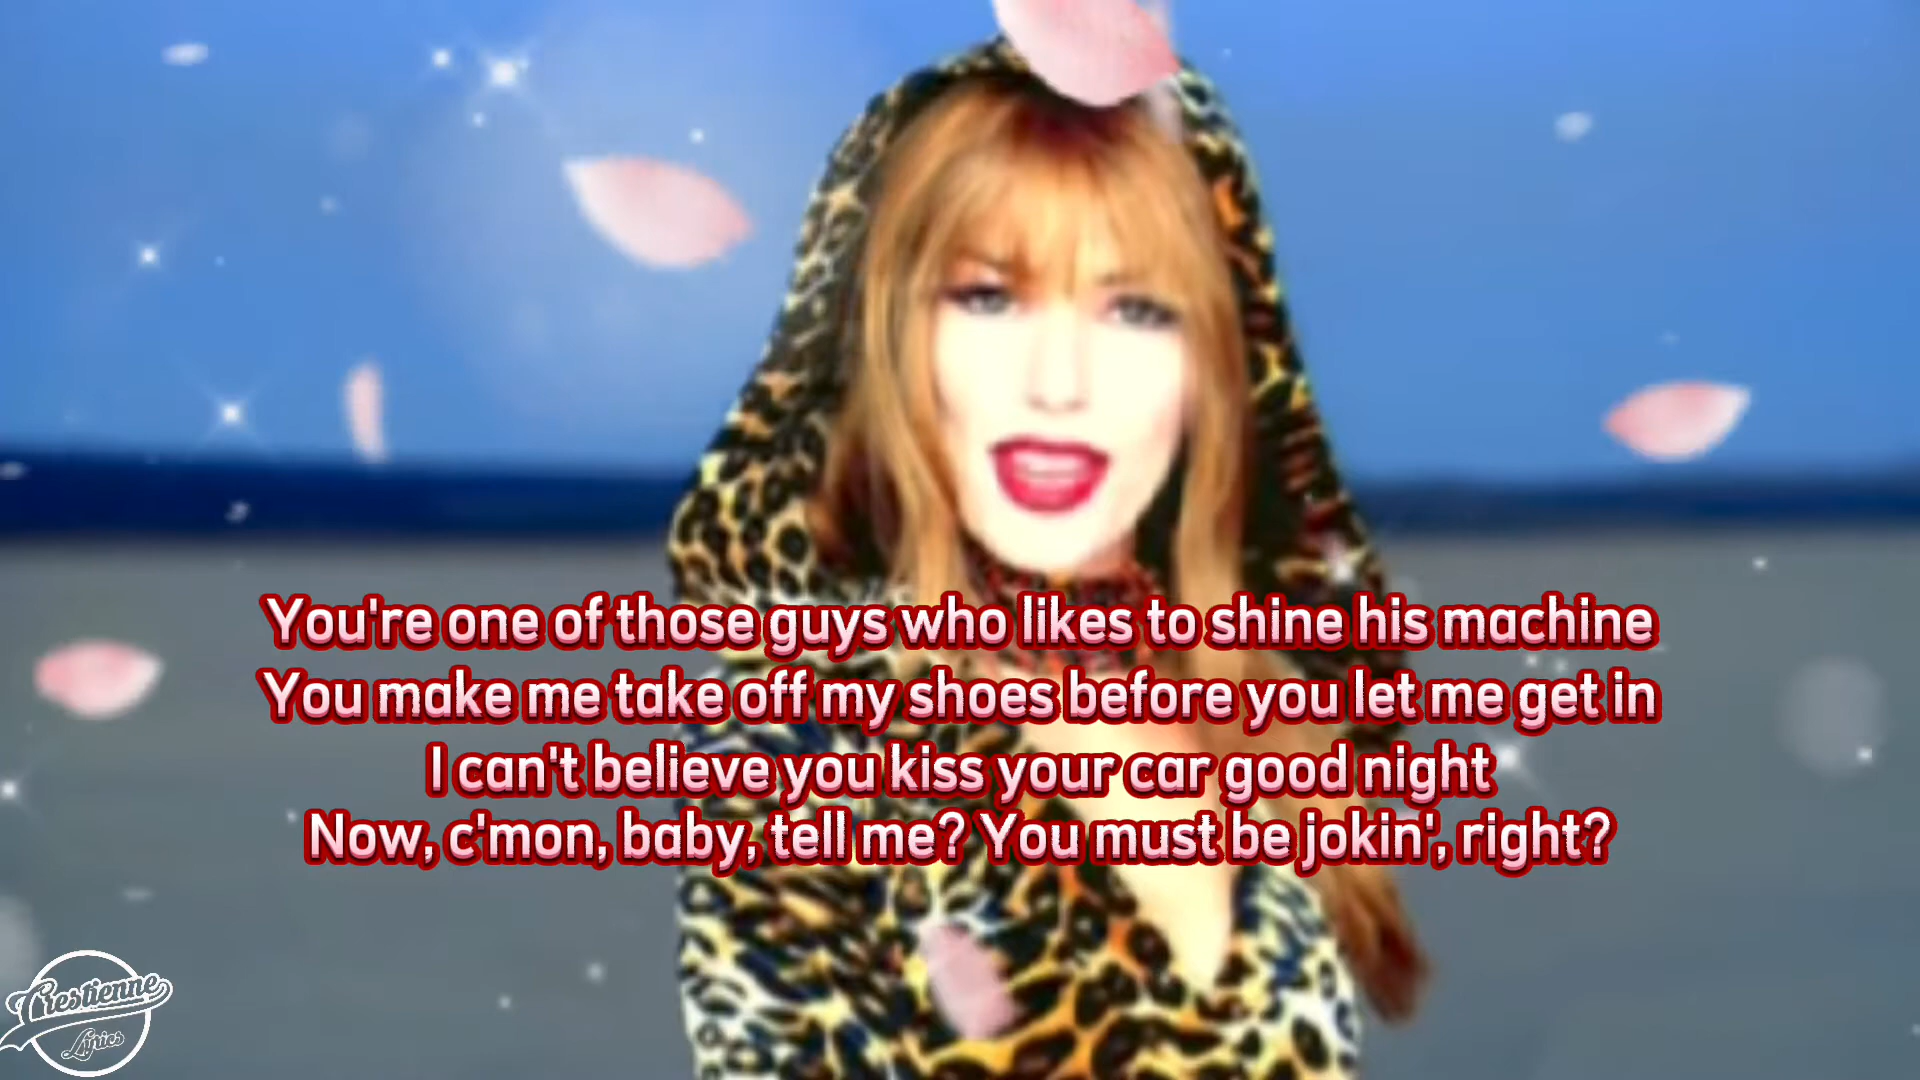 You're one of those guys who likes to shine his machine
You make me take off my shoes before you let me get in
I can't believe you kiss your car good night
Now, c'mon, baby, tell me? You must be jokin', right?
Crestienne
Lyrics